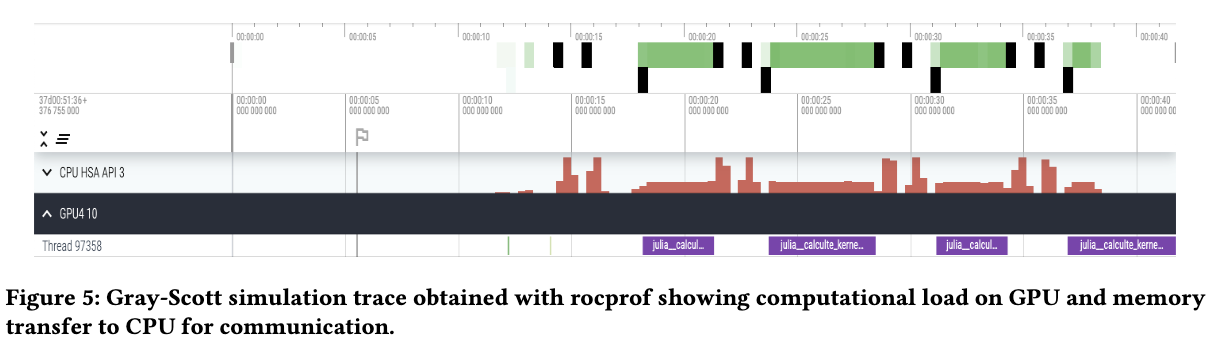 00:00:00 00:00:05 00:00:10 00:00:15 00:00:20 00:00:25 00:00:30 00:00:35 00:00:40
37d00:51:36+ 00:00:00 00:00:05 00:00:10 00:00:15 00:00:20 00:00:25 00:00:30 00:00:35 00:00:40
376 755 000 000 000 000 000 000 000 000 000 000 000 000 000 000 000 000 000 000 000 000 000 000 000 000 000 000 00
CPU HSA API 3
GPU4 10
Thread 97358 julia__calcul... julia__calculte_kerne... julia__calcul... julia__calculte_kerne...
Figure 5: Gray-Scott simulation trace obtained with rocprof showing computational load on GPU and memory
transfer to CPU for communication.